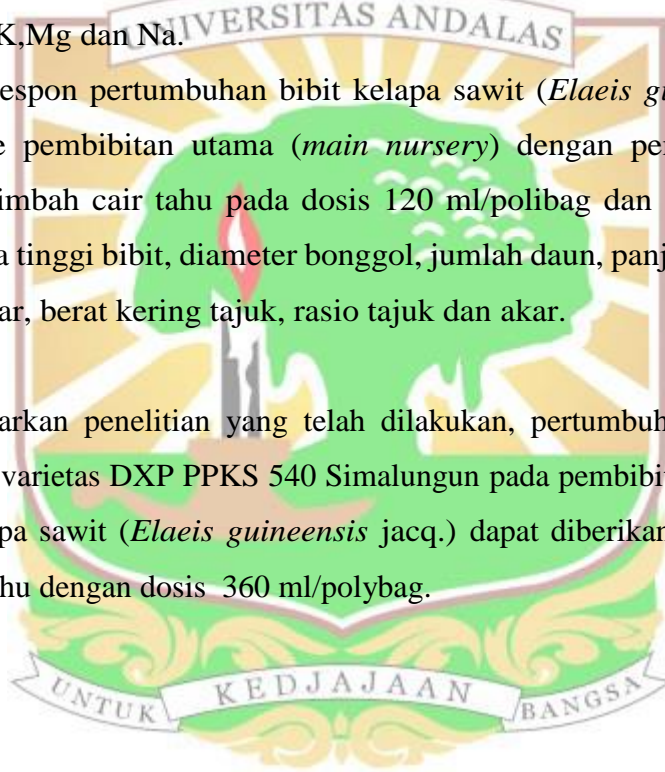 UNIVERSITAS ANDALAS
K,Mg dan Na.
espon pertumbuhan bibit kelapa sawit (Elaeis gu
e pembibitan utama (main nursery) dengan pe
imbah cair tahu pada dosis 120 ml/polibag dan
a tinggi bibit, diameter bonggol, jumlah daun, panj
ar, berat kering tajuk, rasio tajuk dan akar.
arkan penelitian yang telah dilakukan, pertumbuh
varietas DXP PPKS 540 Simalungun pada pembibit
pa sawit (Elaeis guineensis jacq.) dapat diberikan
hu dengan dosis 360 ml/polybag.
UNTUK KEDJAJAAN BANGSA